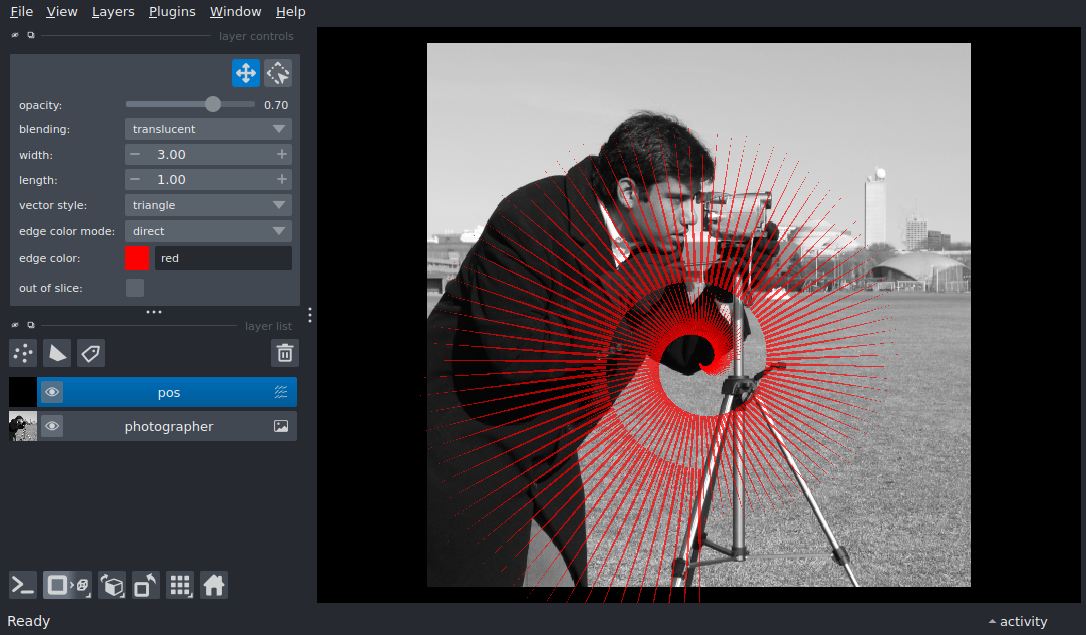 File View Layers Plugins Window Help
layer controls
opacity: 0.70
blending: translucent
width: 3.00
length: 1.00
vector style: triangle
edge color mode: direct
edge color: red
out of slice:
layer list
pos
photographer
Ready
activity